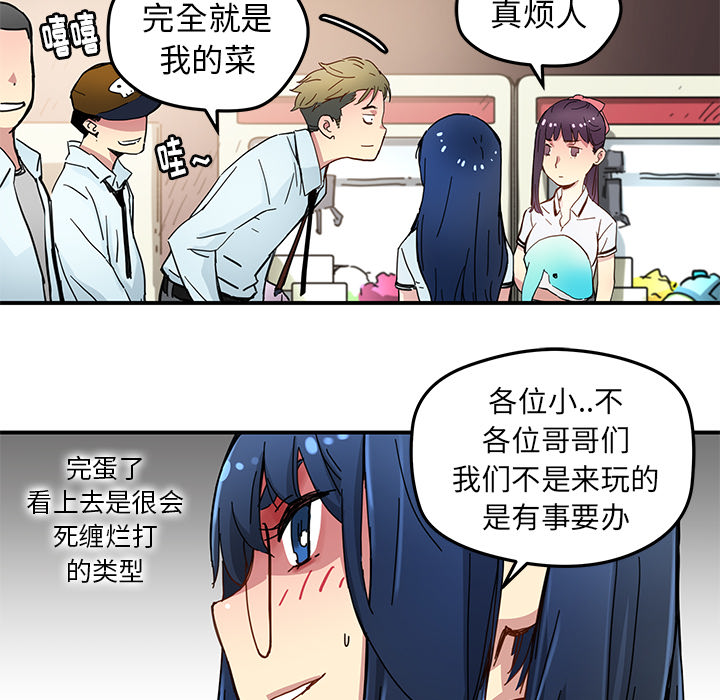 嘻嘻
完全就是
我的菜
真烦人
哇~
各位小..不
各位哥哥们
我们不是来玩的
是有事要办
完蛋了
看上去是很会
死缠烂打
的类型